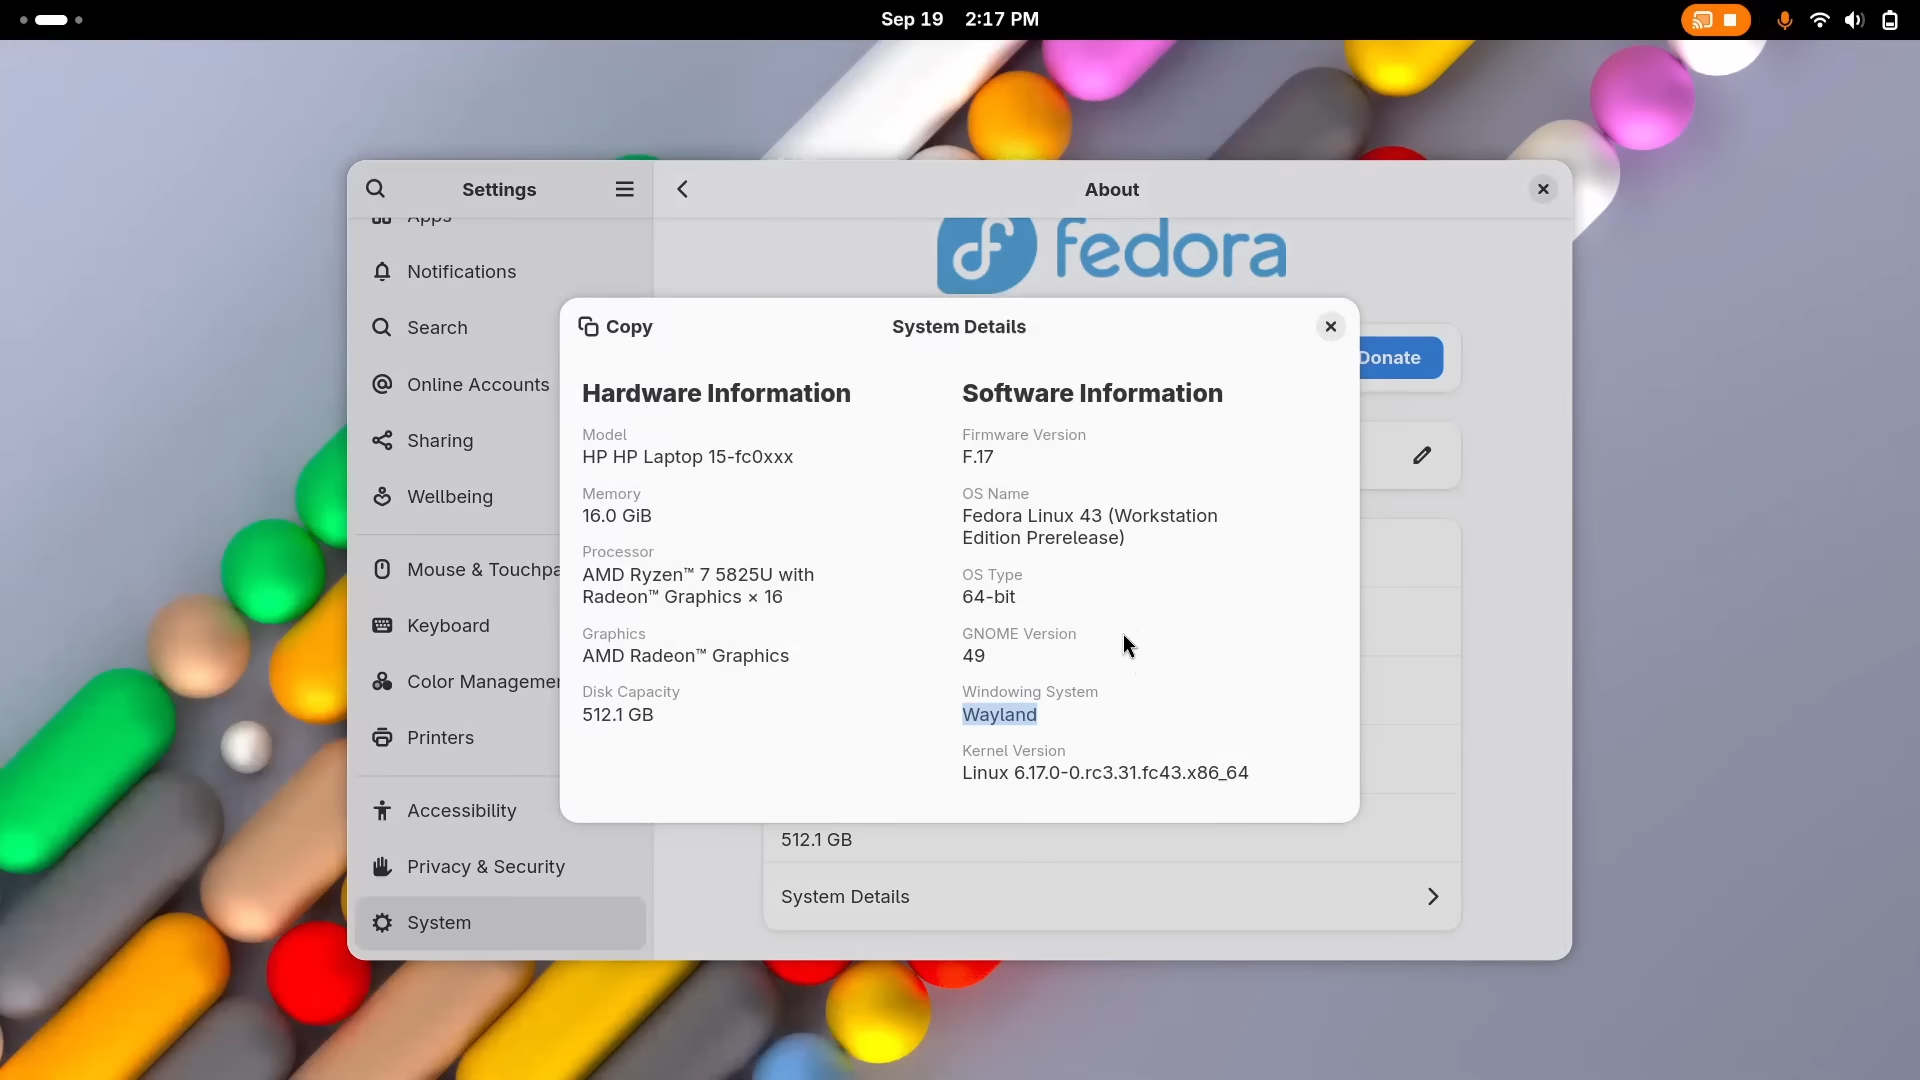 Sep 19 2:17 PM
Settings
About
Apps
Notifications
Search
Online Accounts
Sharing
Wellbeing
Mouse & Touchpa
Keyboard
Color Managemen
Printers
Accessibility
Privacy & Security
System
fedora
Donate
Copy
System Details
Hardware Information
Model
HP HP Laptop 15-fc0xxx
Memory
16.0 GiB
Processor
AMD Ryzen™ 7 5825U with
Radeon™ Graphics × 16
Graphics
AMD Radeon™ Graphics
Disk Capacity
512.1 GB
Software Information
Firmware Version
F.17
OS Name
Fedora Linux 43 (Workstation
Edition Prerelease)
OS Type
64-bit
GNOME Version
49
Windowing System
Wayland
Kernel Version
Linux 6.17.0-0.rc3.31.fc43.x86_64
512.1 GB
System Details